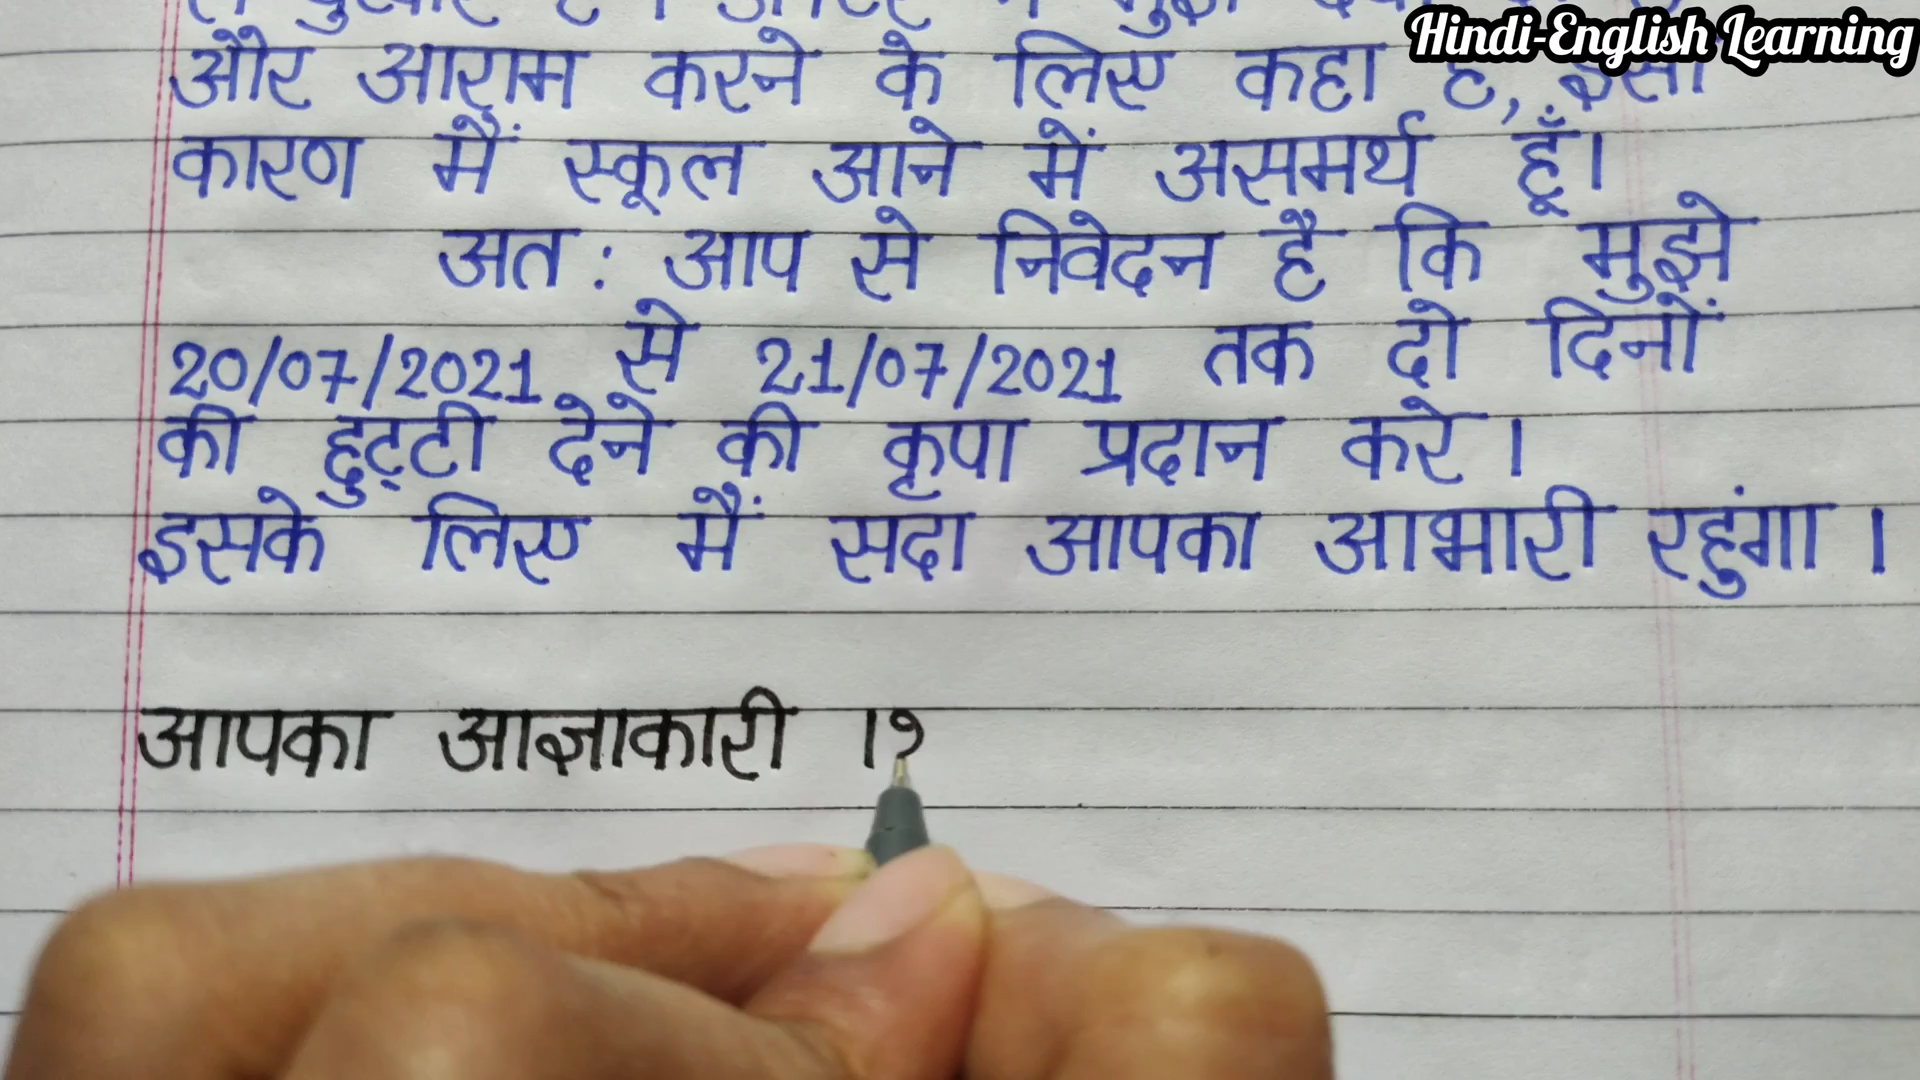 Hindi-English Learning
और आराम करने के लिए कहा है, इसी
कारण मैं स्कूल आने में असमर्थ हूँ।
अत: आप से निवेदन है कि मुझे
20/07/2021 से 21/07/2021 तक दो दिनों
की छुट्टी देने की कृपा प्रदान करे।
इसके लिए मैं सदा आपका आभारी रहुंगा।
आपका आज्ञाकारी